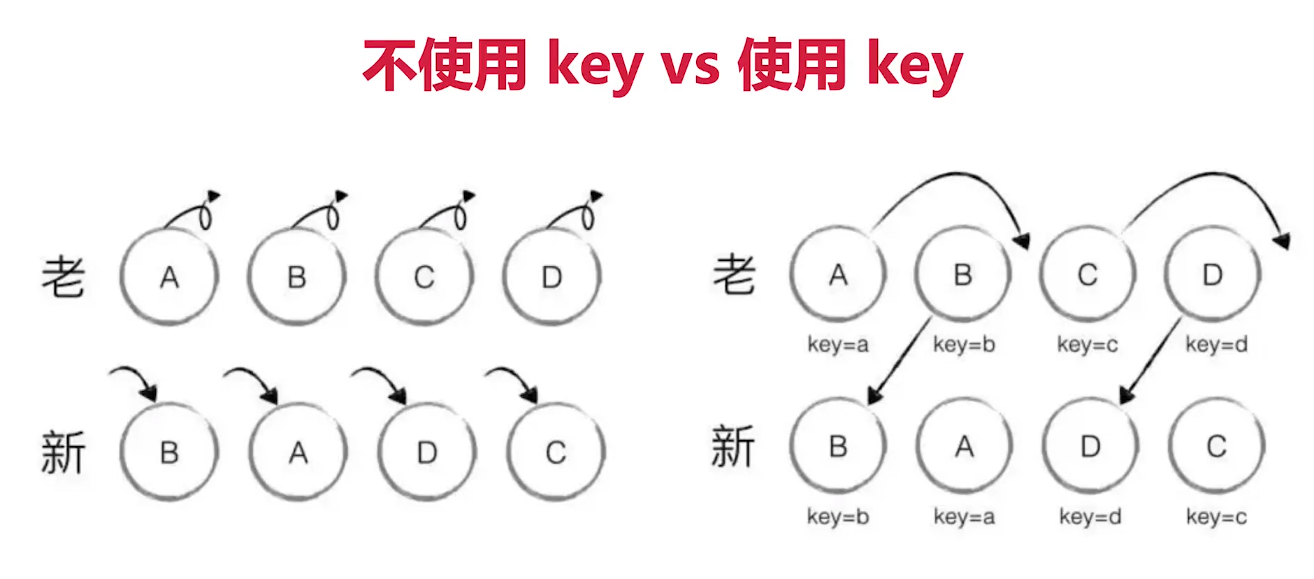 不使用 key vs 使用 key
老 A B C D
新 B A D C
老 A B C D
key=a key=b key=c key=d
新 B A D C
key=b key=a key=d key=c